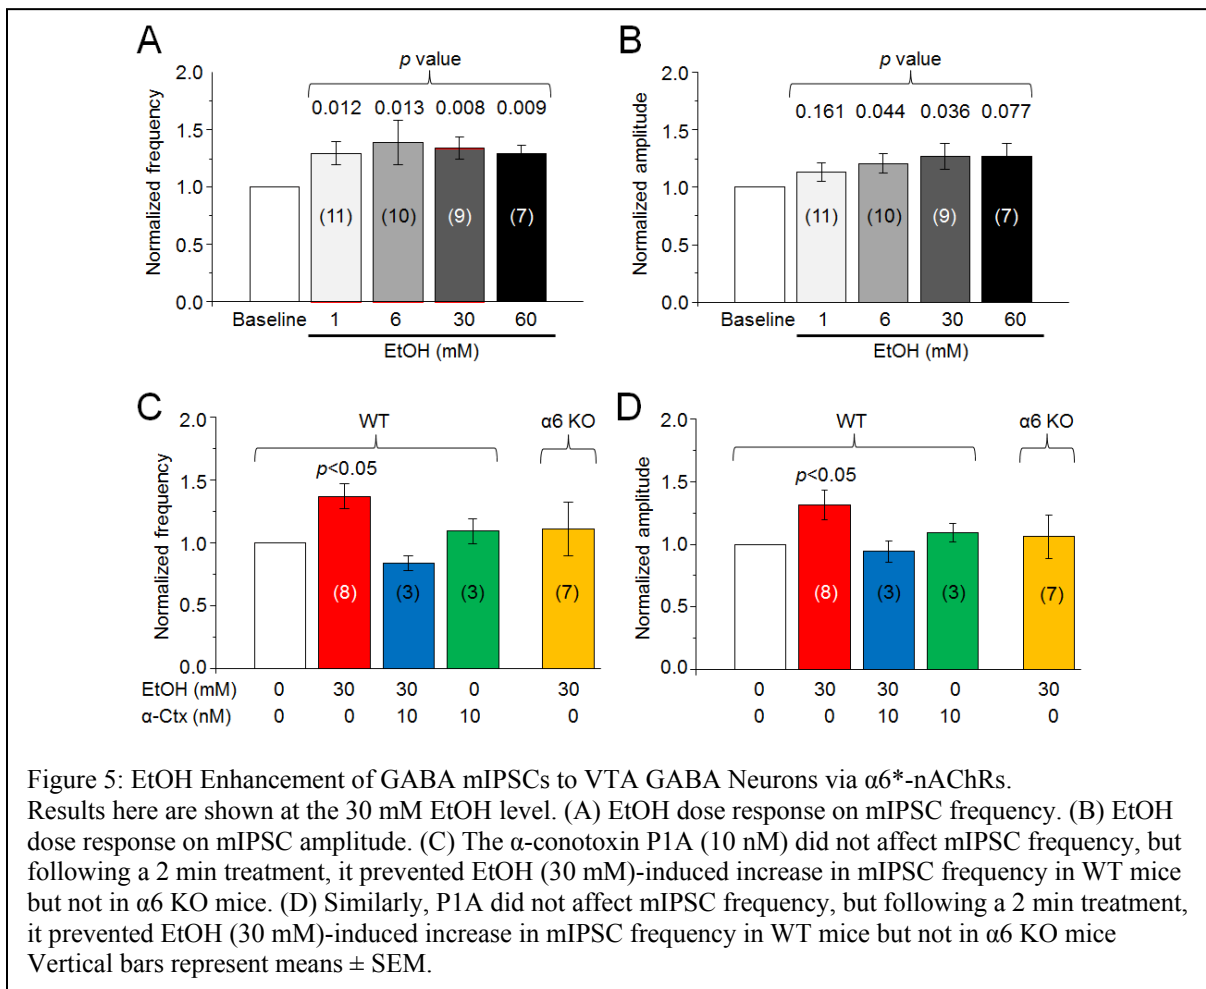 A
B
p value
p value
2.0
0.012 0.013 0.008 0.009
2.0
0.161 0.044 0.036 0.077
1.5
1.5
Normalized frequency
Normalized amplitude
1.0
1.0
(11) (10) (9) (7)
(11) (10) (9) (7)
0.5
0.5
0.0
0.0
Baseline 1 6 30 60
Baseline 1 6 30 60
EtOH (mM)
EtOH (mM)
C
D
2.0
WT
α6 KO
2.0
WT
α6 KO
p<0.05
p<0.05
1.5
1.5
Normalized frequency
Normalized amplitude
1.0
1.0
(8) (3) (3) (7)
(8) (3) (3) (7)
0.5
0.5
0.0
0.0
EtOH (mM) 0 30 30 0 30
0 30 30 0 30
α-Ctx (nM) 0 0 10 10 0
0 0 10 10 0
Figure 5: EtOH Enhancement of GABA mIPSCs to VTA GABA Neurons via α6*-nAChRs.
Results here are shown at the 30 mM EtOH level. (A) EtOH dose response on mIPSC frequency. (B) EtOH
dose response on mIPSC amplitude. (C) The α-conotoxin P1A (10 nM) did not affect mIPSC frequency, but
following a 2 min treatment, it prevented EtOH (30 mM)-induced increase in mIPSC frequency in WT mice
but not in α6 KO mice. (D) Similarly, P1A did not affect mIPSC frequency, but following a 2 min treatment,
it prevented EtOH (30 mM)-induced increase in mIPSC frequency in WT mice but not in α6 KO mice
Vertical bars represent means ± SEM.